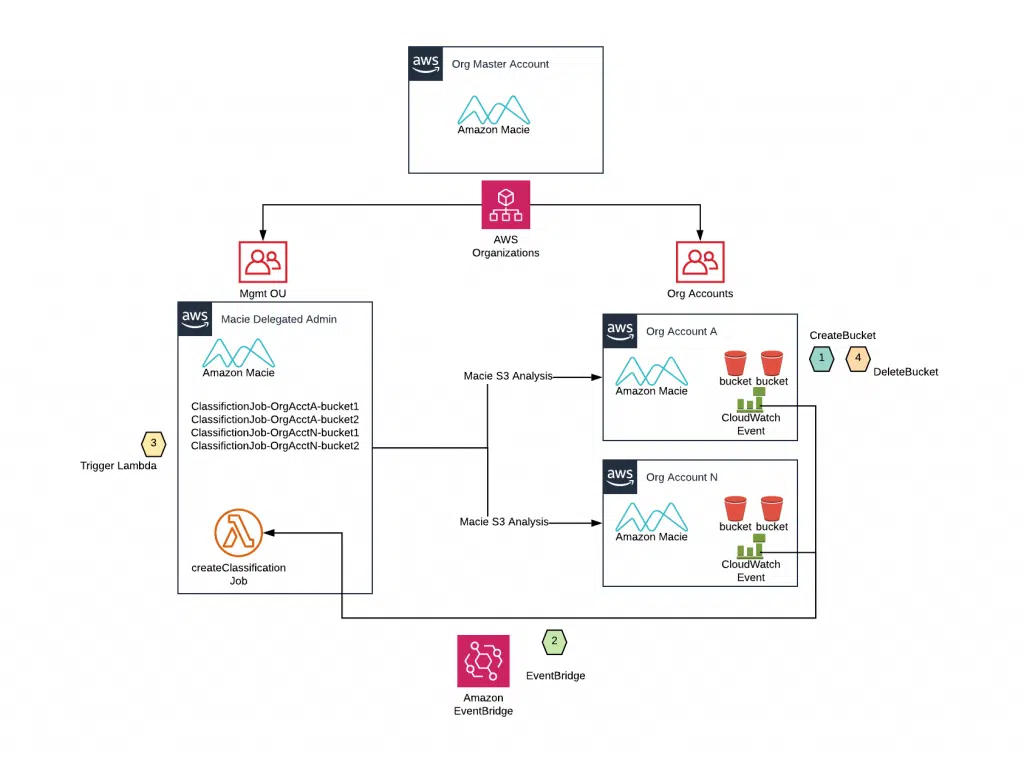 aws
Org Master Account
Amazon Macie
AWS
Organizations
Mgmt OU
Org Accounts
aws
Macie Delegated Admin
Amazon Macie
ClassifictionJob-OrgAcctA-bucket1
ClassifictionJob-OrgAcctA-bucket2
ClassifictionJob-OrgAcctN-bucket1
ClassifictionJob-OrgAcctN-bucket2
3
Trigger Lambda
createClassification
Job
Macie S3 Analysis
Macie S3 Analysis
aws
Org Account A
Amazon Macie
bucket bucket
CloudWatch
Event
CreateBucket
1
4
DeleteBucket
aws
Org Account N
Amazon Macie
bucket bucket
CloudWatch
Event
2
EventBridge
Amazon
EventBridge